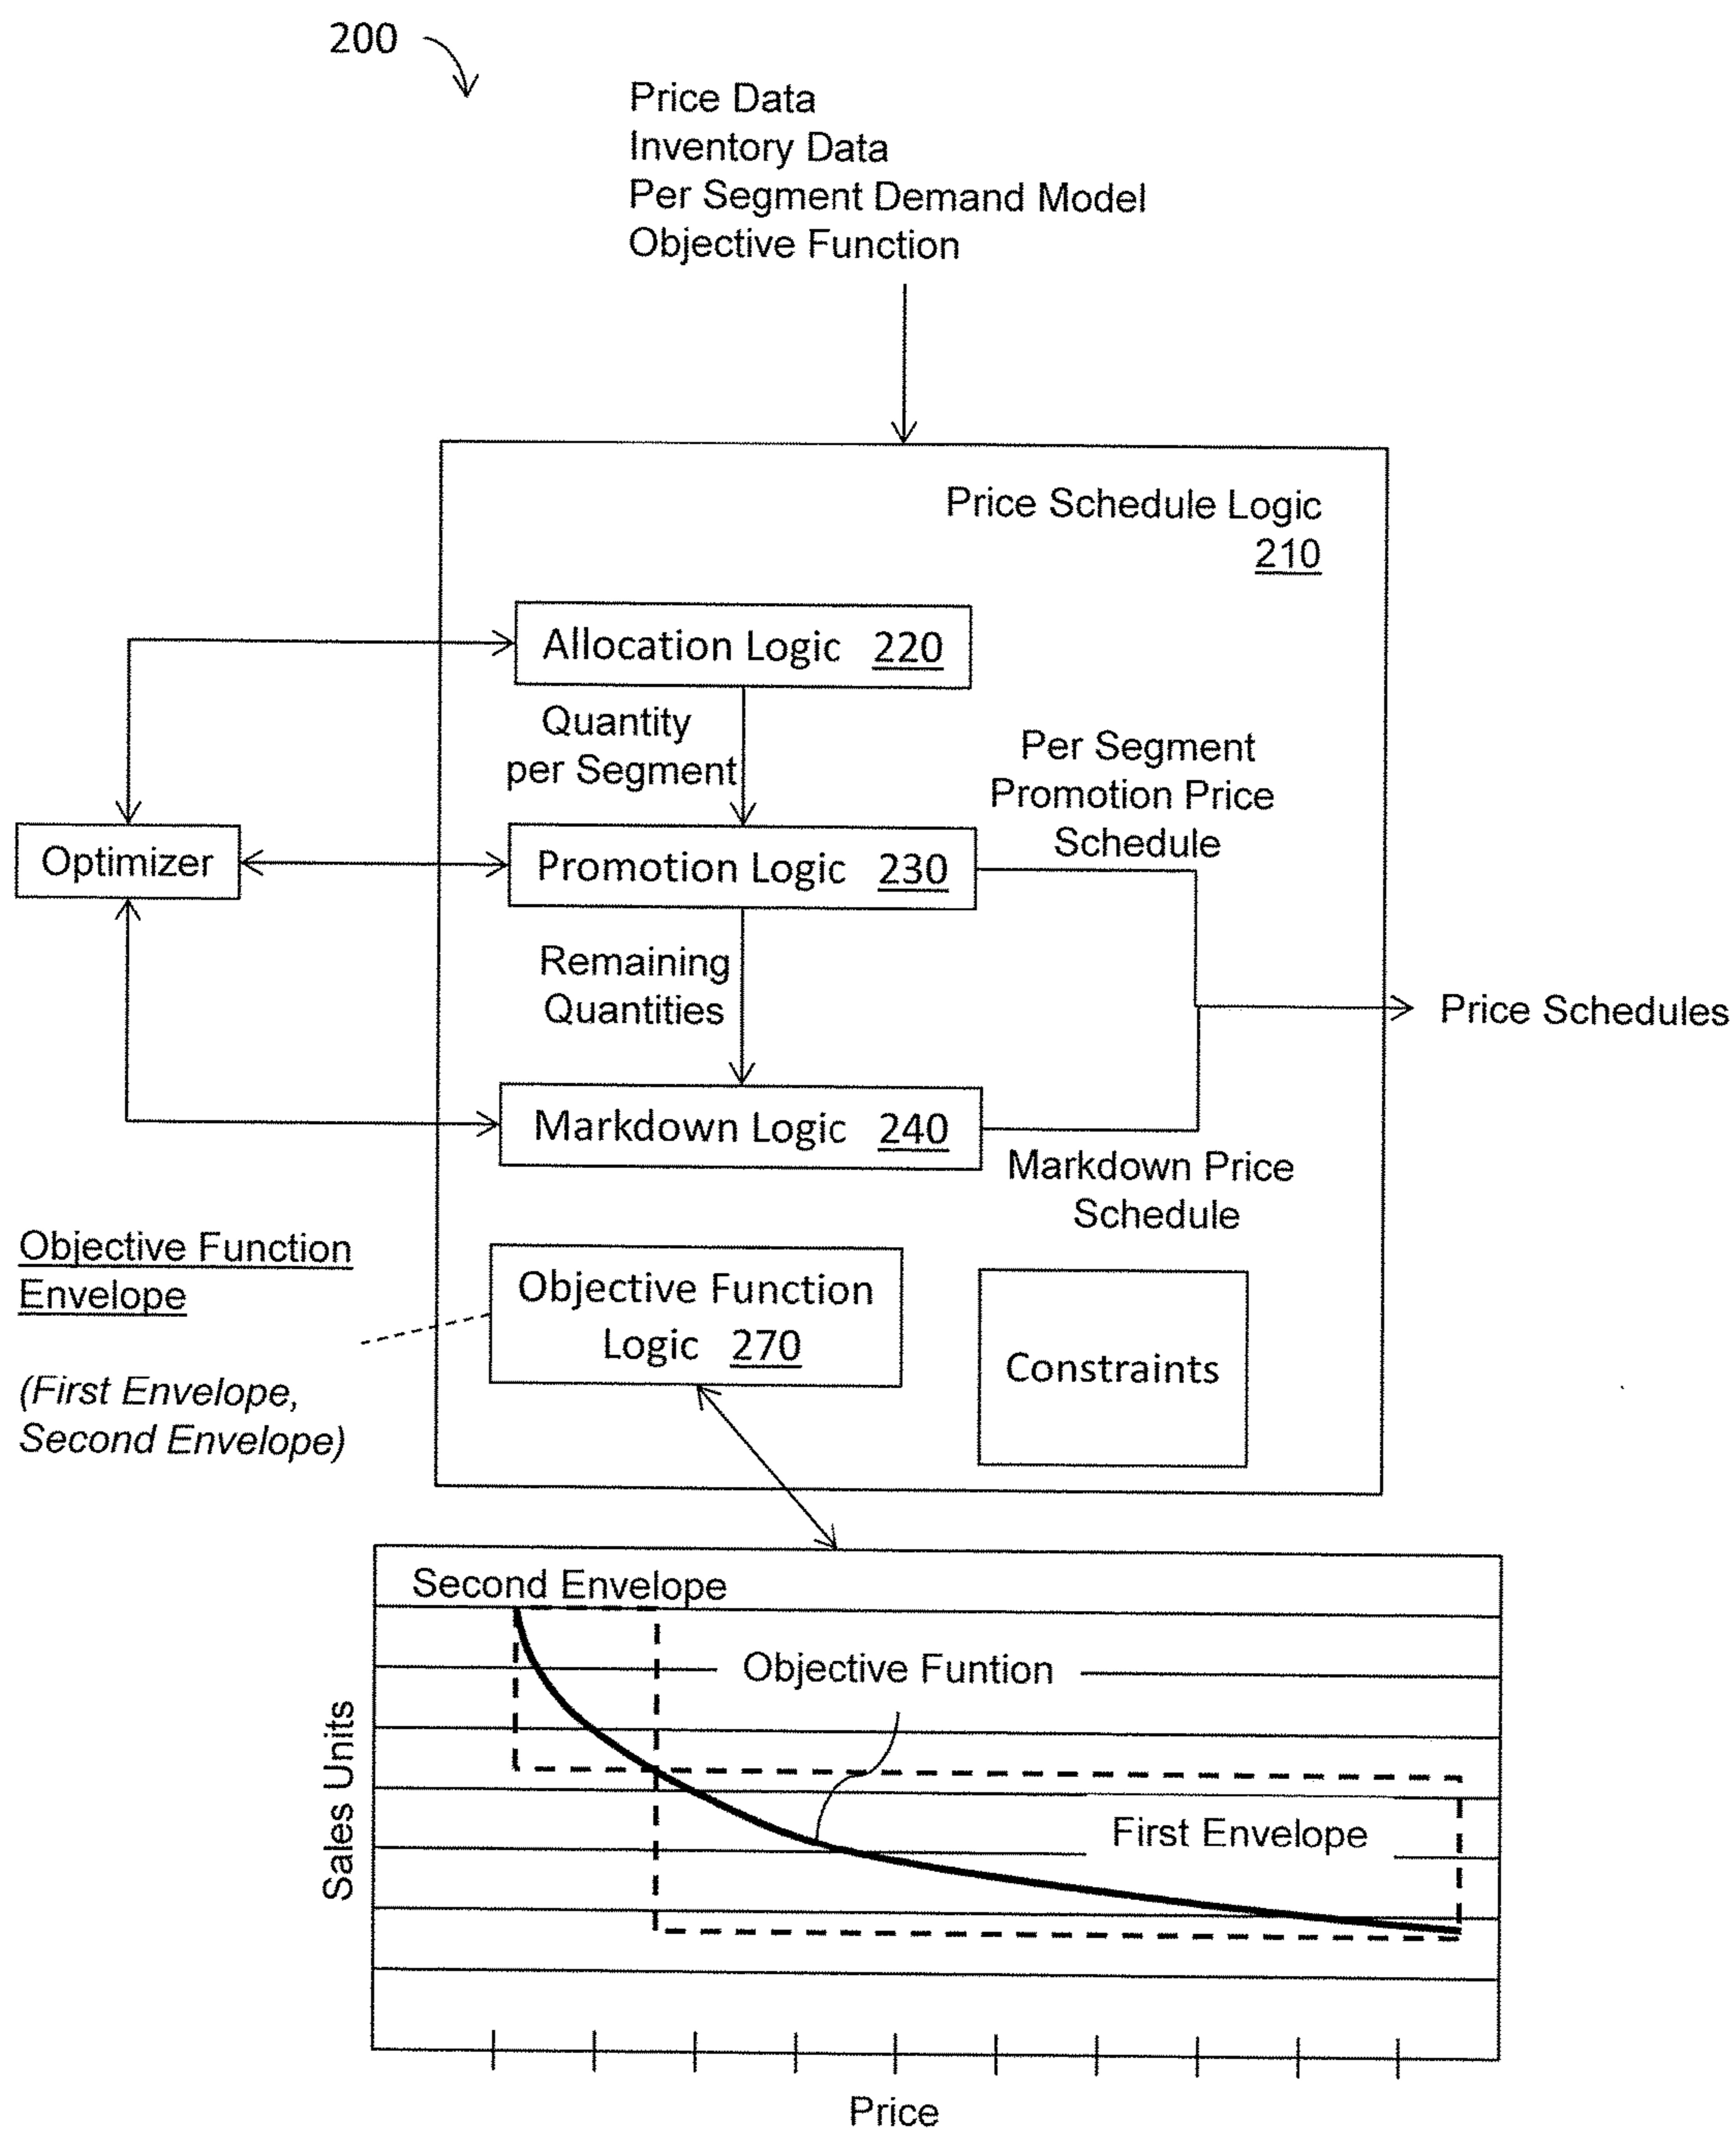 200
Price Data
Inventory Data
Per Segment Demand Model
Objective Function
Price Schedule Logic
210
Allocation Logic 220
Quantity
per Segment
Per Segment
Promotion Price
Schedule
Optimizer
Promotion Logic 230
Remaining
Quantities
Price Schedules
Markdown Logic 240
Markdown Price
Schedule
Objective Function
Envelope
(First Envelope,
Second Envelope)
Objective Function
Logic 270
Constraints
Second Envelope
Objective Funtion
First Envelope
Sales Units
Price